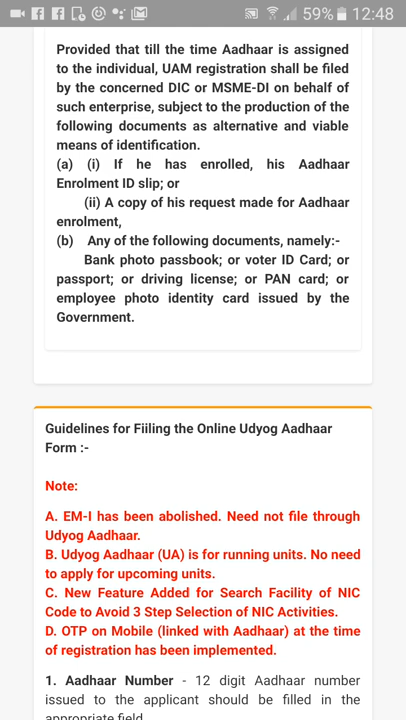 59% 12:48
Provided that till the time Aadhaar is assigned
to the individual, UAM registration shall be filed
by the concerned DIC or MSME-DI on behalf of
such enterprise, subject to the production of the
following documents as alternative and viable
means of identification.
(a) (i) If he has enrolled, his Aadhaar
Enrolment ID slip; or
(ii) A copy of his request made for Aadhaar
enrolment,
(b) Any of the following documents, namely:-
Bank photo passbook; or voter ID Card; or
passport; or driving license; or PAN card; or
employee photo identity card issued by the
Government.
Guidelines for Fiiling the Online Udyog Aadhaar
Form :-
Note:
A. EM-I has been abolished. Need not file through
Udyog Aadhaar.
B. Udyog Aadhaar (UA) is for running units. No need
to apply for upcoming units.
C. New Feature Added for Search Facility of NIC
Code to Avoid 3 Step Selection of NIC Activities.
D. OTP on Mobile (linked with Aadhaar) at the time
of registration has been implemented.
1. Aadhaar Number - 12 digit Aadhaar number
issued to the applicant should be filled in the
appropriate field.